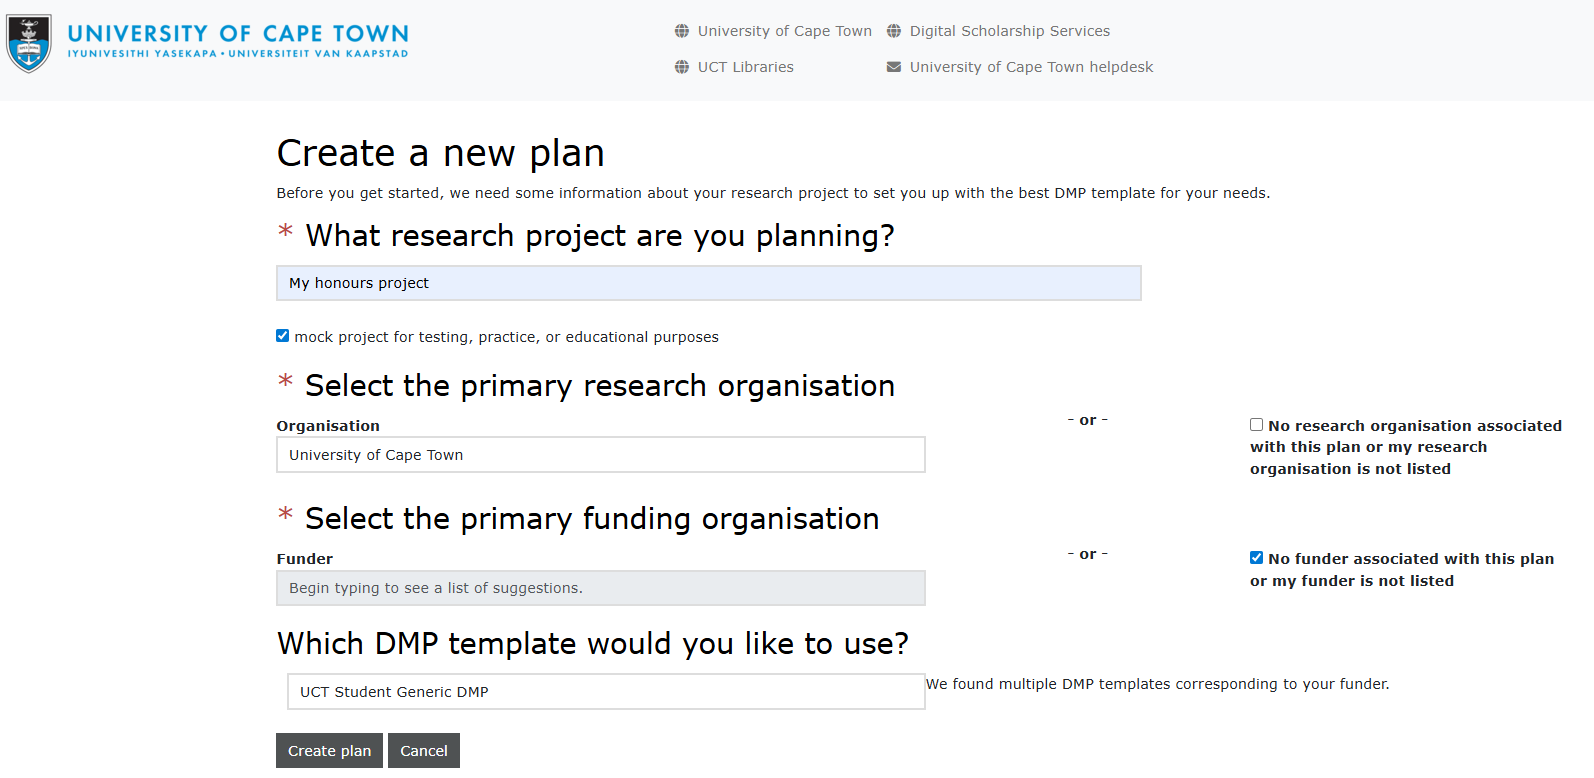 UNIVERSITY OF CAPE TOWN
IYUNIVESITHI YASEKAPA • UNIVERSITEIT VAN KAAPSTAD
University of Cape Town
Digital Scholarship Services
UCT Libraries
University of Cape Town helpdesk
Create a new plan
Before you get started, we need some information about your research project to set you up with the best DMP template for your needs.
* What research project are you planning?
My honours project
mock project for testing, practice, or educational purposes
* Select the primary research organisation
Organisation
University of Cape Town
- or -
No research organisation associated
with this plan or my research
organisation is not listed
* Select the primary funding organisation
Funder
Begin typing to see a list of suggestions.
- or -
No funder associated with this plan
or my funder is not listed
Which DMP template would you like to use?
UCT Student Generic DMP
We found multiple DMP templates corresponding to your funder.
Create plan
Cancel